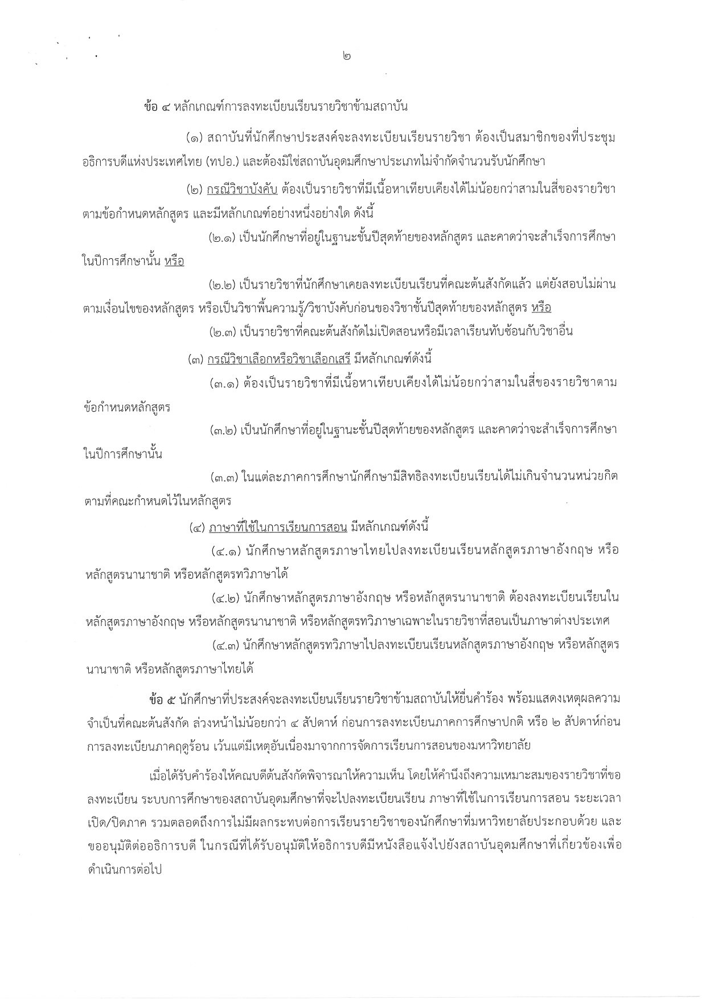 ๒
ข้อ ๔ หลักเกณฑ์การลงทะเบียนเรียนรายวิชาข้ามสถาบัน
(๑) สถาบันที่นักศึกษาประสงค์จะลงทะเบียนเรียนรายวิชา ต้องเป็นสมาชิกของที่ประชุม
อธิการบดีแห่งประเทศไทย (ทปอ.) และต้องมิใช่สถาบันอุดมศึกษาประเภทไม่จำกัดจำนวนรับนักศึกษา
(๒) กรณีวิชาบังคับ ต้องเป็นรายวิชาที่มีเนื้อหาเทียบเคียงได้ไม่น้อยกว่าสามในสี่ของรายวิชา
ตามข้อกำหนดหลักสูตร และมีหลักเกณฑ์อย่างหนึ่งอย่างใด ดังนี้
(๒.๑) เป็นนักศึกษาที่อยู่ในฐานะชั้นปีสุดท้ายของหลักสูตร และคาดว่าจะสำเร็จการศึกษา
ในปีการศึกษานั้น หรือ
(๒.๒) เป็นรายวิชาที่นักศึกษาเคยลงทะเบียนเรียนที่คณะต้นสังกัดแล้ว แต่ยังสอบไม่ผ่าน
ตามเงื่อนไขของหลักสูตร หรือเป็นวิชาพื้นความรู้/วิชาบังคับก่อนของวิชาชั้นปีสุดท้ายของหลักสูตร หรือ
(๒.๓) เป็นรายวิชาที่คณะต้นสังกัดไม่เปิดสอนหรือมีเวลาเรียนทับซ้อนกับวิชาอื่น
(๓) กรณีวิชาเลือกหรือวิชาเลือกเสรี มีหลักเกณฑ์ดังนี้
(๓.๑) ต้องเป็นรายวิชาที่มีเนื้อหาเทียบเคียงได้ไม่น้อยกว่าสามในสี่ของรายวิชาตาม
ข้อกำหนดหลักสูตร
(๓.๒) เป็นนักศึกษาที่อยู่ในฐานะชั้นปีสุดท้ายของหลักสูตร และคาดว่าจะสำเร็จการศึกษา
ในปีการศึกษานั้น
(๓.๓) ในแต่ละภาคการศึกษานักศึกษามีสิทธิลงทะเบียนเรียนได้ไม่เกินจำนวนหน่วยกิต
ตามที่คณะกำหนดไว้ในหลักสูตร
(๔) ภาษาที่ใช้ในการเรียนการสอน มีหลักเกณฑ์ดังนี้
(๔.๑) นักศึกษาหลักสูตรภาษาไทยไปลงทะเบียนเรียนหลักสูตรภาษาอังกฤษ หรือ
หลักสูตรนานาชาติ หรือหลักสูตรทวิภาษาได้
(๔.๒) นักศึกษาหลักสูตรภาษาอังกฤษ หรือหลักสูตรนานาชาติ ต้องลงทะเบียนเรียนใน
หลักสูตรภาษาอังกฤษ หรือหลักสูตรนานาชาติ หรือหลักสูตรทวิภาษาเฉพาะในรายวิชาที่สอนเป็นภาษาต่างประเทศ
(๔.๓) นักศึกษาหลักสูตรทวิภาษาไปลงทะเบียนเรียนหลักสูตรภาษาอังกฤษ หรือหลักสูตร
นานาชาติ หรือหลักสูตรภาษาไทยได้
ข้อ ๕ นักศึกษาที่ประสงค์จะลงทะเบียนเรียนรายวิชาข้ามสถาบันให้ยื่นคำร้อง พร้อมแสดงเหตุผลความ
จำเป็นที่คณะต้นสังกัด ล่วงหน้าไม่น้อยกว่า ๔ สัปดาห์ ก่อนการลงทะเบียนภาคการศึกษาปกติ หรือ ๒ สัปดาห์ก่อน
การลงทะเบียนภาคฤดูร้อน เว้นแต่มีเหตุอันเนื่องมาจากการจัดการเรียนการสอนของมหาวิทยาลัย
เมื่อได้รับคำร้องให้คณบดีต้นสังกัดพิจารณาให้ความเห็น โดยให้คำนึงถึงความเหมาะสมของรายวิชาที่ขอ
ลงทะเบียน ระบบการศึกษาของสถาบันอุดมศึกษาที่จะไปลงทะเบียนเรียน ภาษาที่ใช้ในการเรียนการสอน ระยะเวลา
เปิด/ปิดภาค รวมตลอดถึงการไม่มีผลกระทบต่อการเรียนรายวิชาของนักศึกษาที่มหาวิทยาลัยประกอบด้วย และ
ขออนุมัติต่ออธิการบดี ในกรณีที่ได้รับอนุมัติให้อธิการบดีมีหนังสือแจ้งไปยังสถาบันอุดมศึกษาที่เกี่ยวข้องเพื่อ
ดำเนินการต่อไป